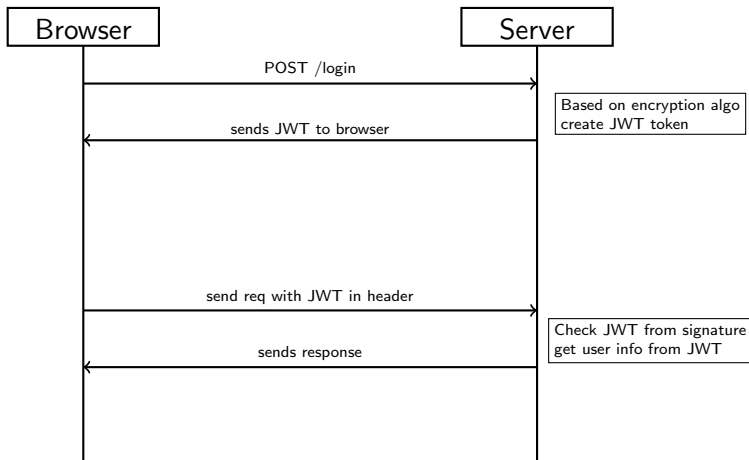 Browser
Server
POST /login
Based on encryption algo
create JWT token
sends JWT to browser
send req with JWT in header
Check JWT from signature
get user info from JWT
sends response